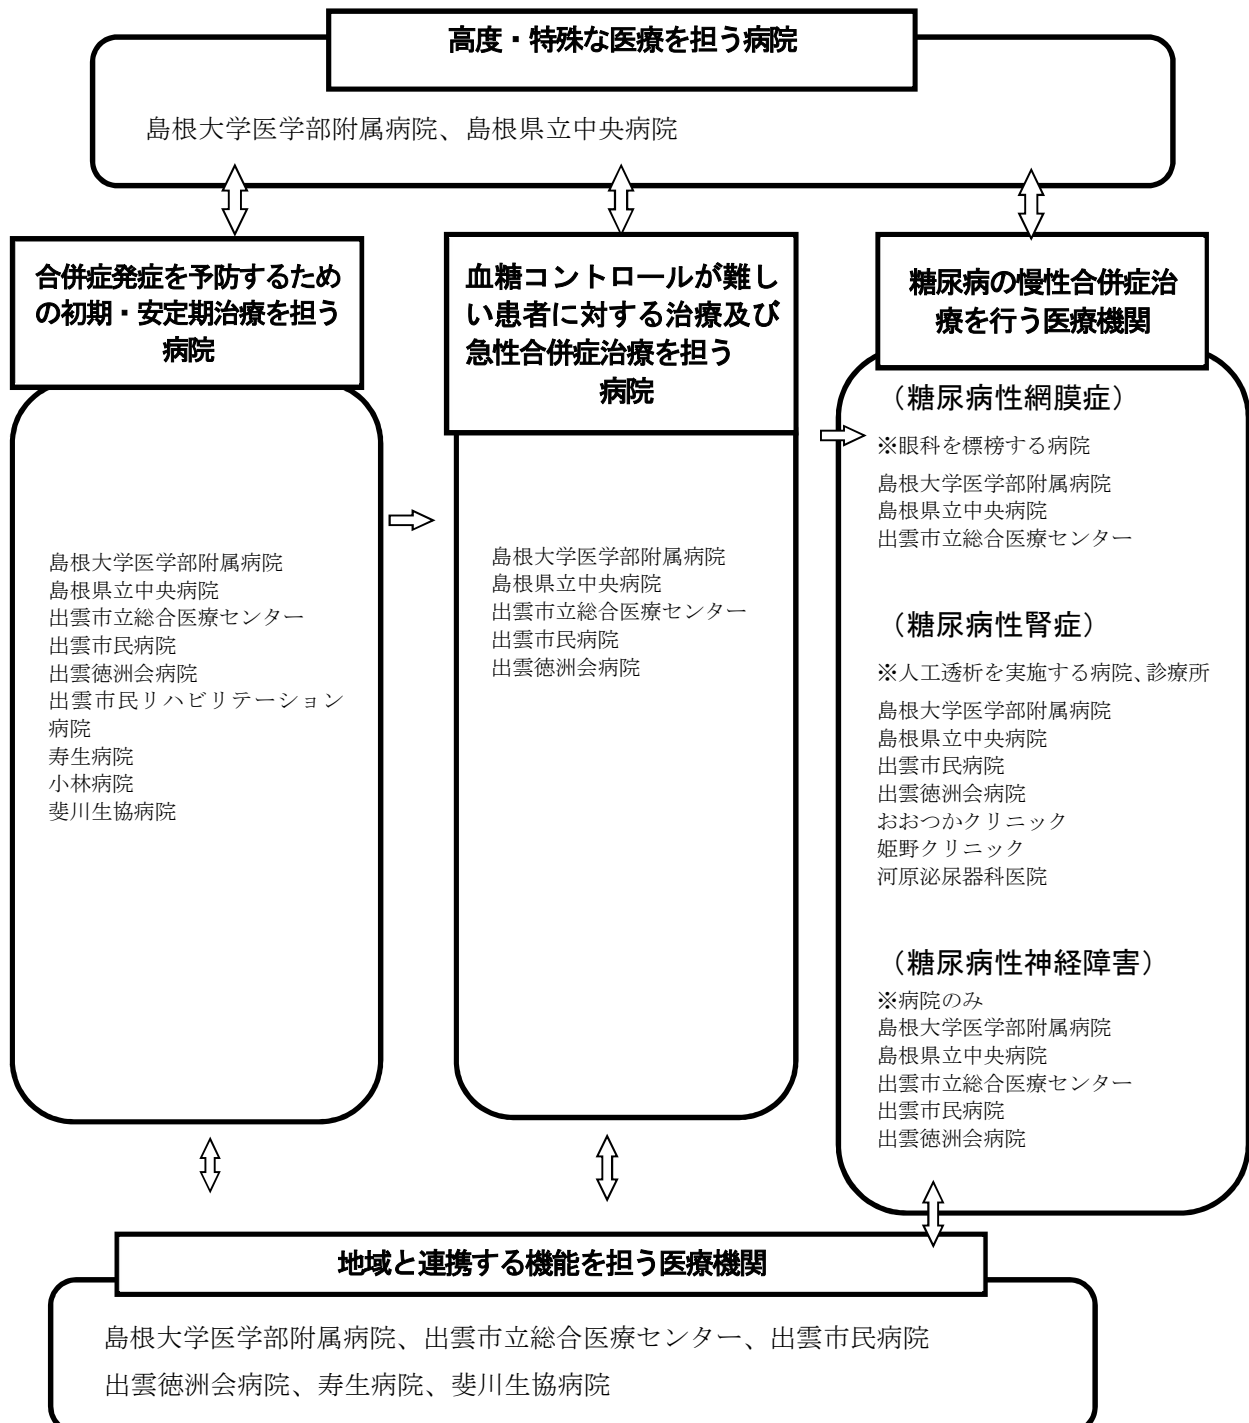 高度・特殊な医療を担う病院
島根大学医学部附属病院、島根県立中央病院
合併症発症を予防するため
の初期・安定期治療を担う
病院
島根大学医学部附属病院
島根県立中央病院
出雲市立総合医療センター
出雲市民病院
出雲徳洲会病院
出雲市民リハビリテーション
病院
寿生病院
小林病院
斐川生協病院
血糖コントロールが難し
い患者に対する治療及び
急性合併症治療を担う
病院
島根大学医学部附属病院
島根県立中央病院
出雲市立総合医療センター
出雲市民病院
出雲徳洲会病院
糖尿病の慢性合併症治
療を行う医療機関
（糖尿病性網膜症）
※眼科を標榜する病院
島根大学医学部附属病院
島根県立中央病院
出雲市立総合医療センター
（糖尿病性腎症）
※人工透析を実施する病院、診療所
島根大学医学部附属病院
島根県立中央病院
出雲市民病院
出雲徳洲会病院
おおつかクリニック
姫野クリニック
河原泌尿器科医院
（糖尿病性神経障害）
※病院のみ
島根大学医学部附属病院
島根県立中央病院
出雲市立総合医療センター
出雲市民病院
出雲徳洲会病院
地域と連携する機能を担う医療機関
島根大学医学部附属病院、出雲市立総合医療センター、出雲市民病院
出雲徳洲会病院、寿生病院、斐川生協病院